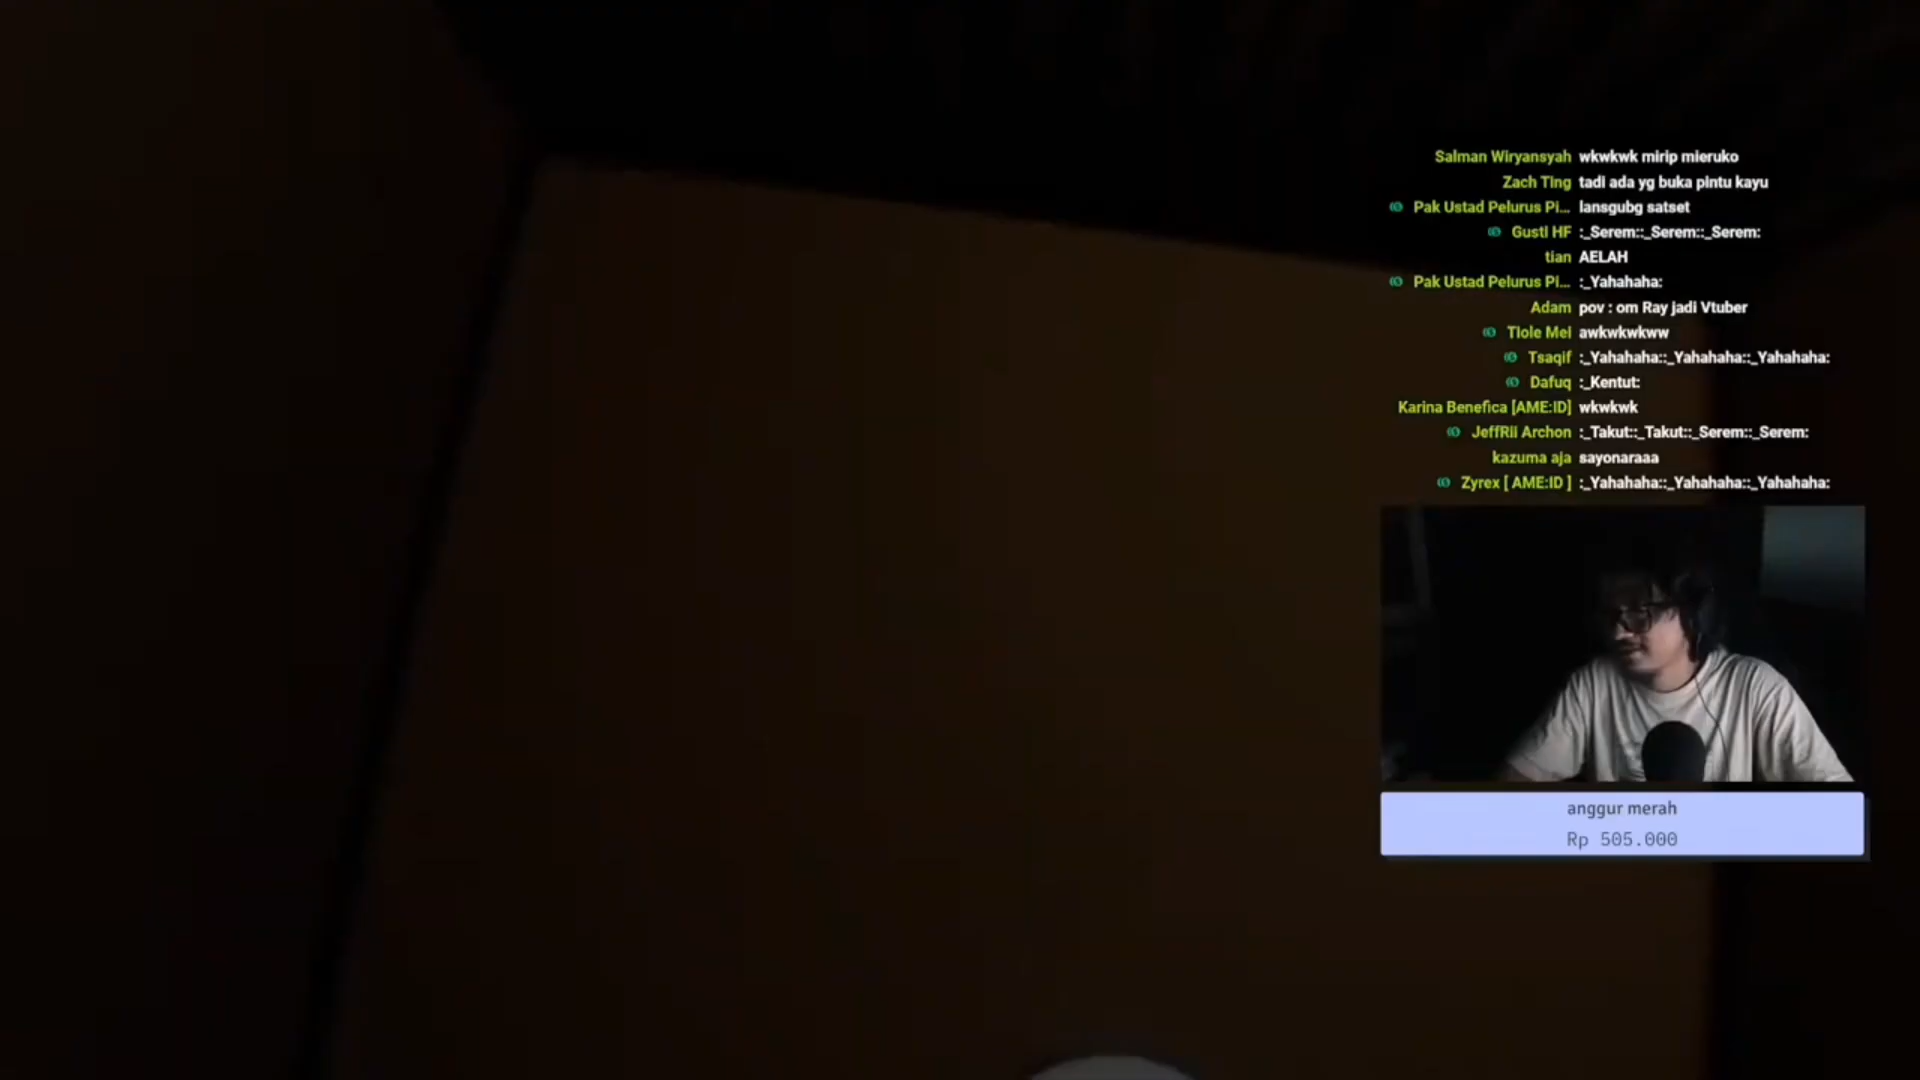 Salman Wiryansyah wkwkwk mirip mieruko
Zach Ting tadi ada yg buka pintu kayu
Pak Ustad Pelurus Pi... lansgubg satset
Gusti HF :_Serem::_Serem::_Serem:
tian AELAH
Pak Ustad Pelurus Pi... :_Yahahaha:
Adam pov : om Ray jadi Vtuber
Tiole Mei awkwkwkww
Tsaqif :_Yahahaha::_Yahahaha::_Yahahaha:
Dafuq :_Kentut:
Karina Benefica [AME:ID] wkwkwk
JeffRii Archon :_Takut::_Takut::_Serem::_Serem:
kazuma aja sayonaraaa
Zyrex [ AME:ID ] :_Yahahaha::_Yahahaha::_Yahahaha:
anggur merah
Rp 505.000